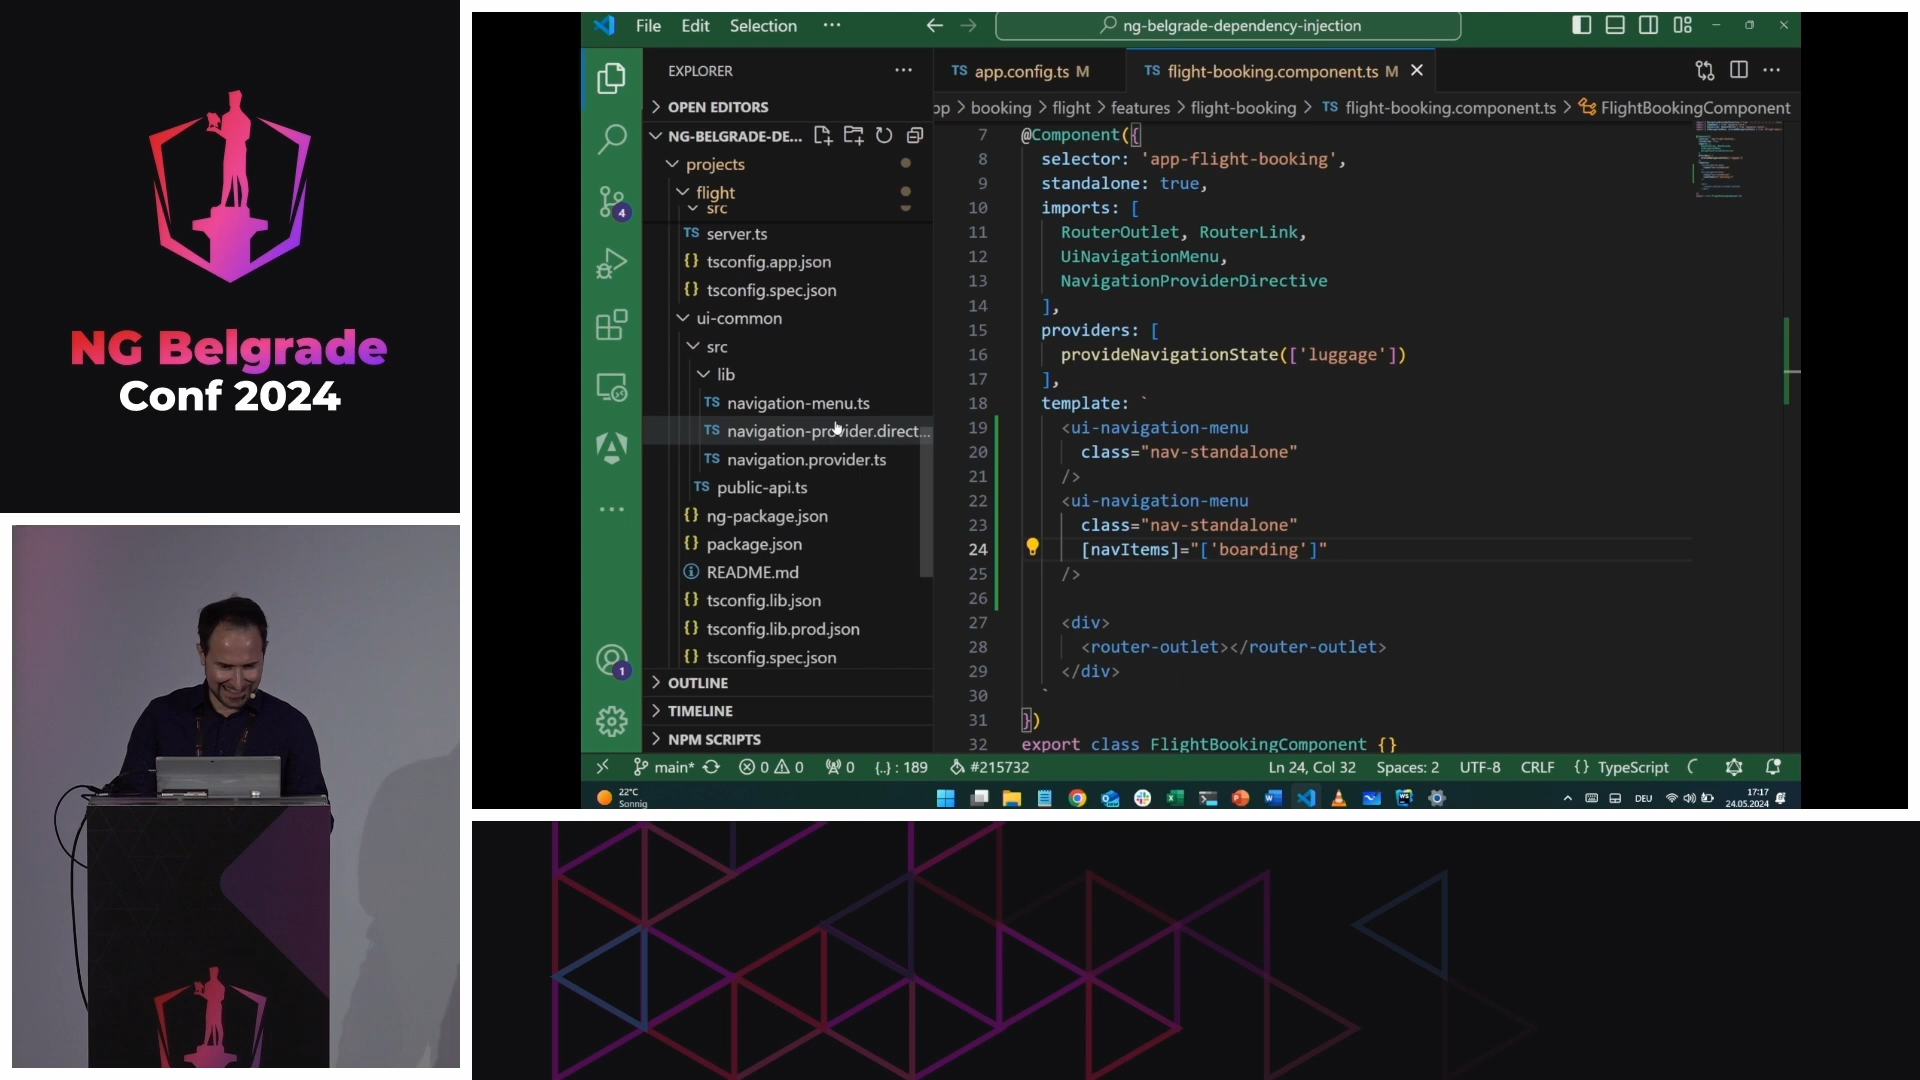 NG Belgrade
Conf 2024
File Edit Selection ···
ng-belgrade-dependency-injection
EXPLORER
OPEN EDITORS
NG-BELGRADE-DE...
projects
flight
src
TS server.ts
{} tsconfig.app.json
{} tsconfig.spec.json
ui-common
src
lib
TS navigation-menu.ts
TS navigation-provider.direct...
TS navigation.provider.ts
TS public-api.ts
{} ng-package.json
{} package.json
README.md
{} tsconfig.lib.json
{} tsconfig.lib.prod.json
{} tsconfig.spec.json
OUTLINE
TIMELINE
NPM SCRIPTS
4
1
TS app.config.ts M
TS flight-booking.component.ts M
op > booking > flight > features > flight-booking > TS flight-booking.component.ts > FlightBookingComponent
7 @Component({
8 selector: 'app-flight-booking',
9 standalone: true,
10 imports: [
11 RouterOutlet, RouterLink,
12 UiNavigationMenu,
13 NavigationProviderDirective
14 ],
15 providers: [
16 provideNavigationState(['luggage'])
17 ],
18 template: `
19 <ui-navigation-menu
20 class="nav-standalone"
21 />
22 <ui-navigation-menu
23 class="nav-standalone"
24 [navItems]="['boarding']"
25 />
26
27 <div>
28 <router-outlet></router-outlet>
29 </div>
30 `
31 })
32 export class FlightBookingComponent {}
main* 0 0 0 {..} : 189 #215732 Ln 24, Col 32 Spaces: 2 UTF-8 CRLF {} TypeScript
22°C
Sonnig
DEU
17:17
24.05.2024